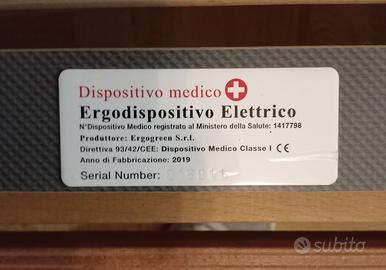 Dispositivo medico
Ergodispositivo Elettrico
N°Dispositivo Medico registrato al Ministero della Salute: 1417798
Produttore: Ergogreen S.r.l.
Direttiva 93/42/CEE: Dispositivo Medico Classe I CE
Anno di Fabbricazione: 2019
Serial Number:
subito